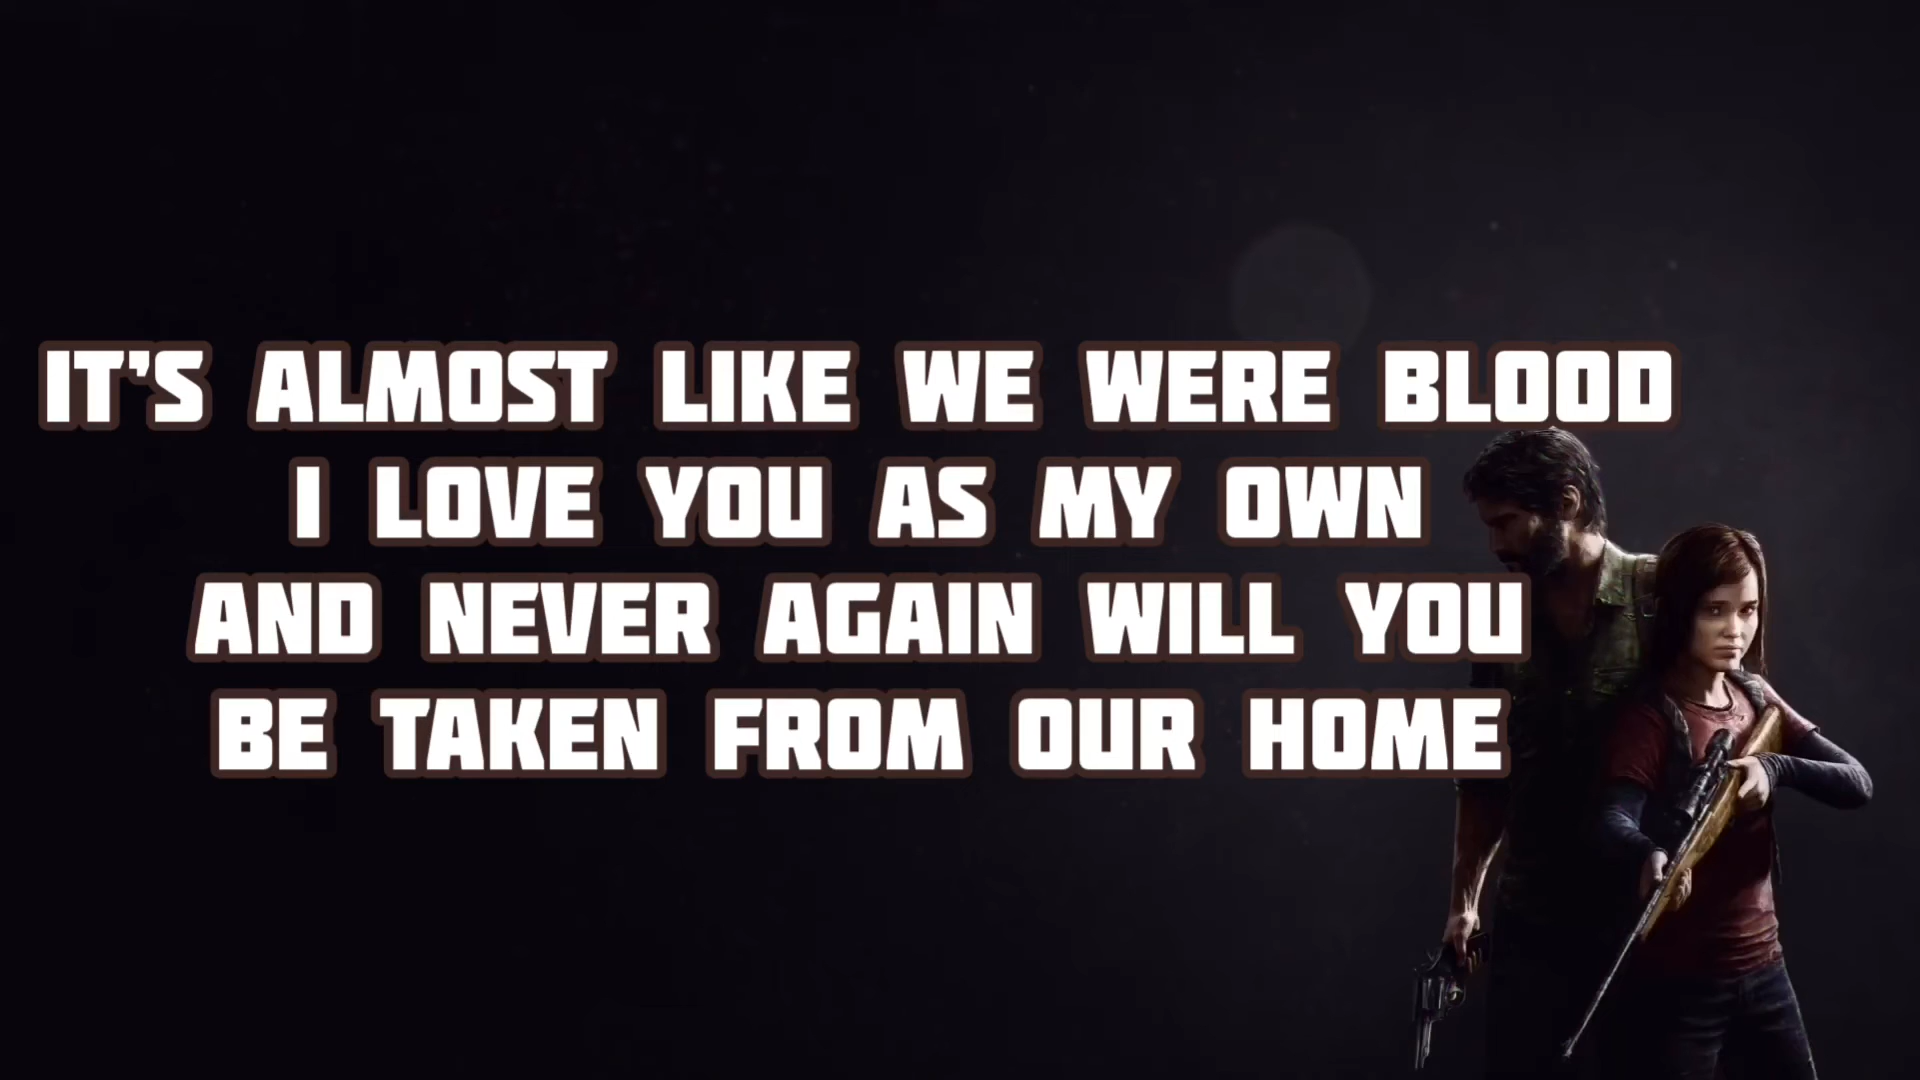 IT'S ALMOST LIKE WE WERE BLOOD
I LOVE YOU AS MY OWN
AND NEVER AGAIN WILL YOU
BE TAKEN FROM OUR HOME